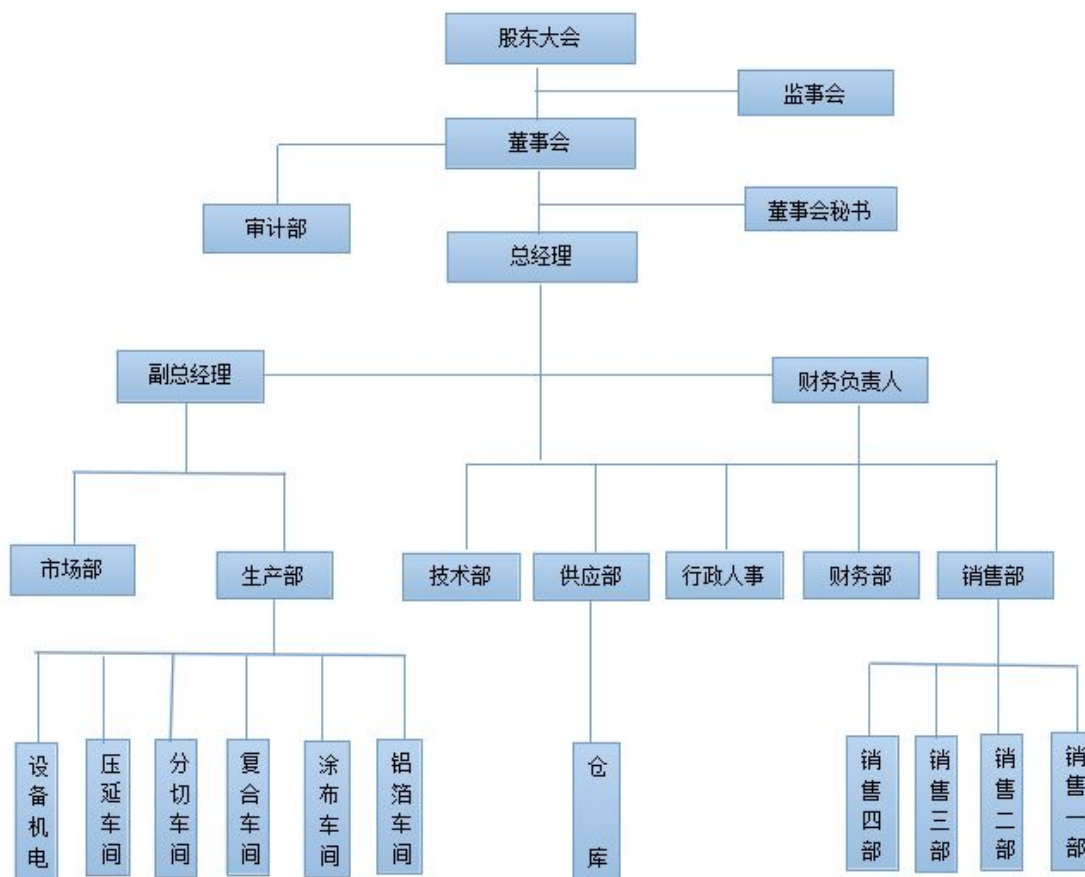 股东大会
监事会
董事会
审计部
董事会秘书
总经理
副总经理
财务负责人
市场部
生产部
技术部
供应部
行政人事
财务部
销售部
设备机电
压延车间
分切车间
复合车间
涂布车间
铝箔车间
仓库
销售四部
销售三部
销售二部
销售一部